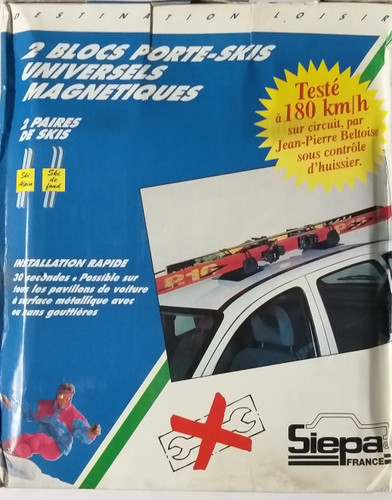 DESTINATION LOISIR
2 BLOCS PORTE-SKIS
UNIVERSELS
MAGNETIQUES
2 PAIRES
DE SKIS
Ski
Alpin
Ski
de
fond
Testé
à 180 km/h
sur circuit, par
Jean-Pierre Beltoise
sous contrôle
d'huissier.
INSTALLATION RAPIDE
30 secondes • Possible sur
tous les pavillons de voiture
à surface métallique avec
ou sans gouttières
R16
Siepa
FRANCE